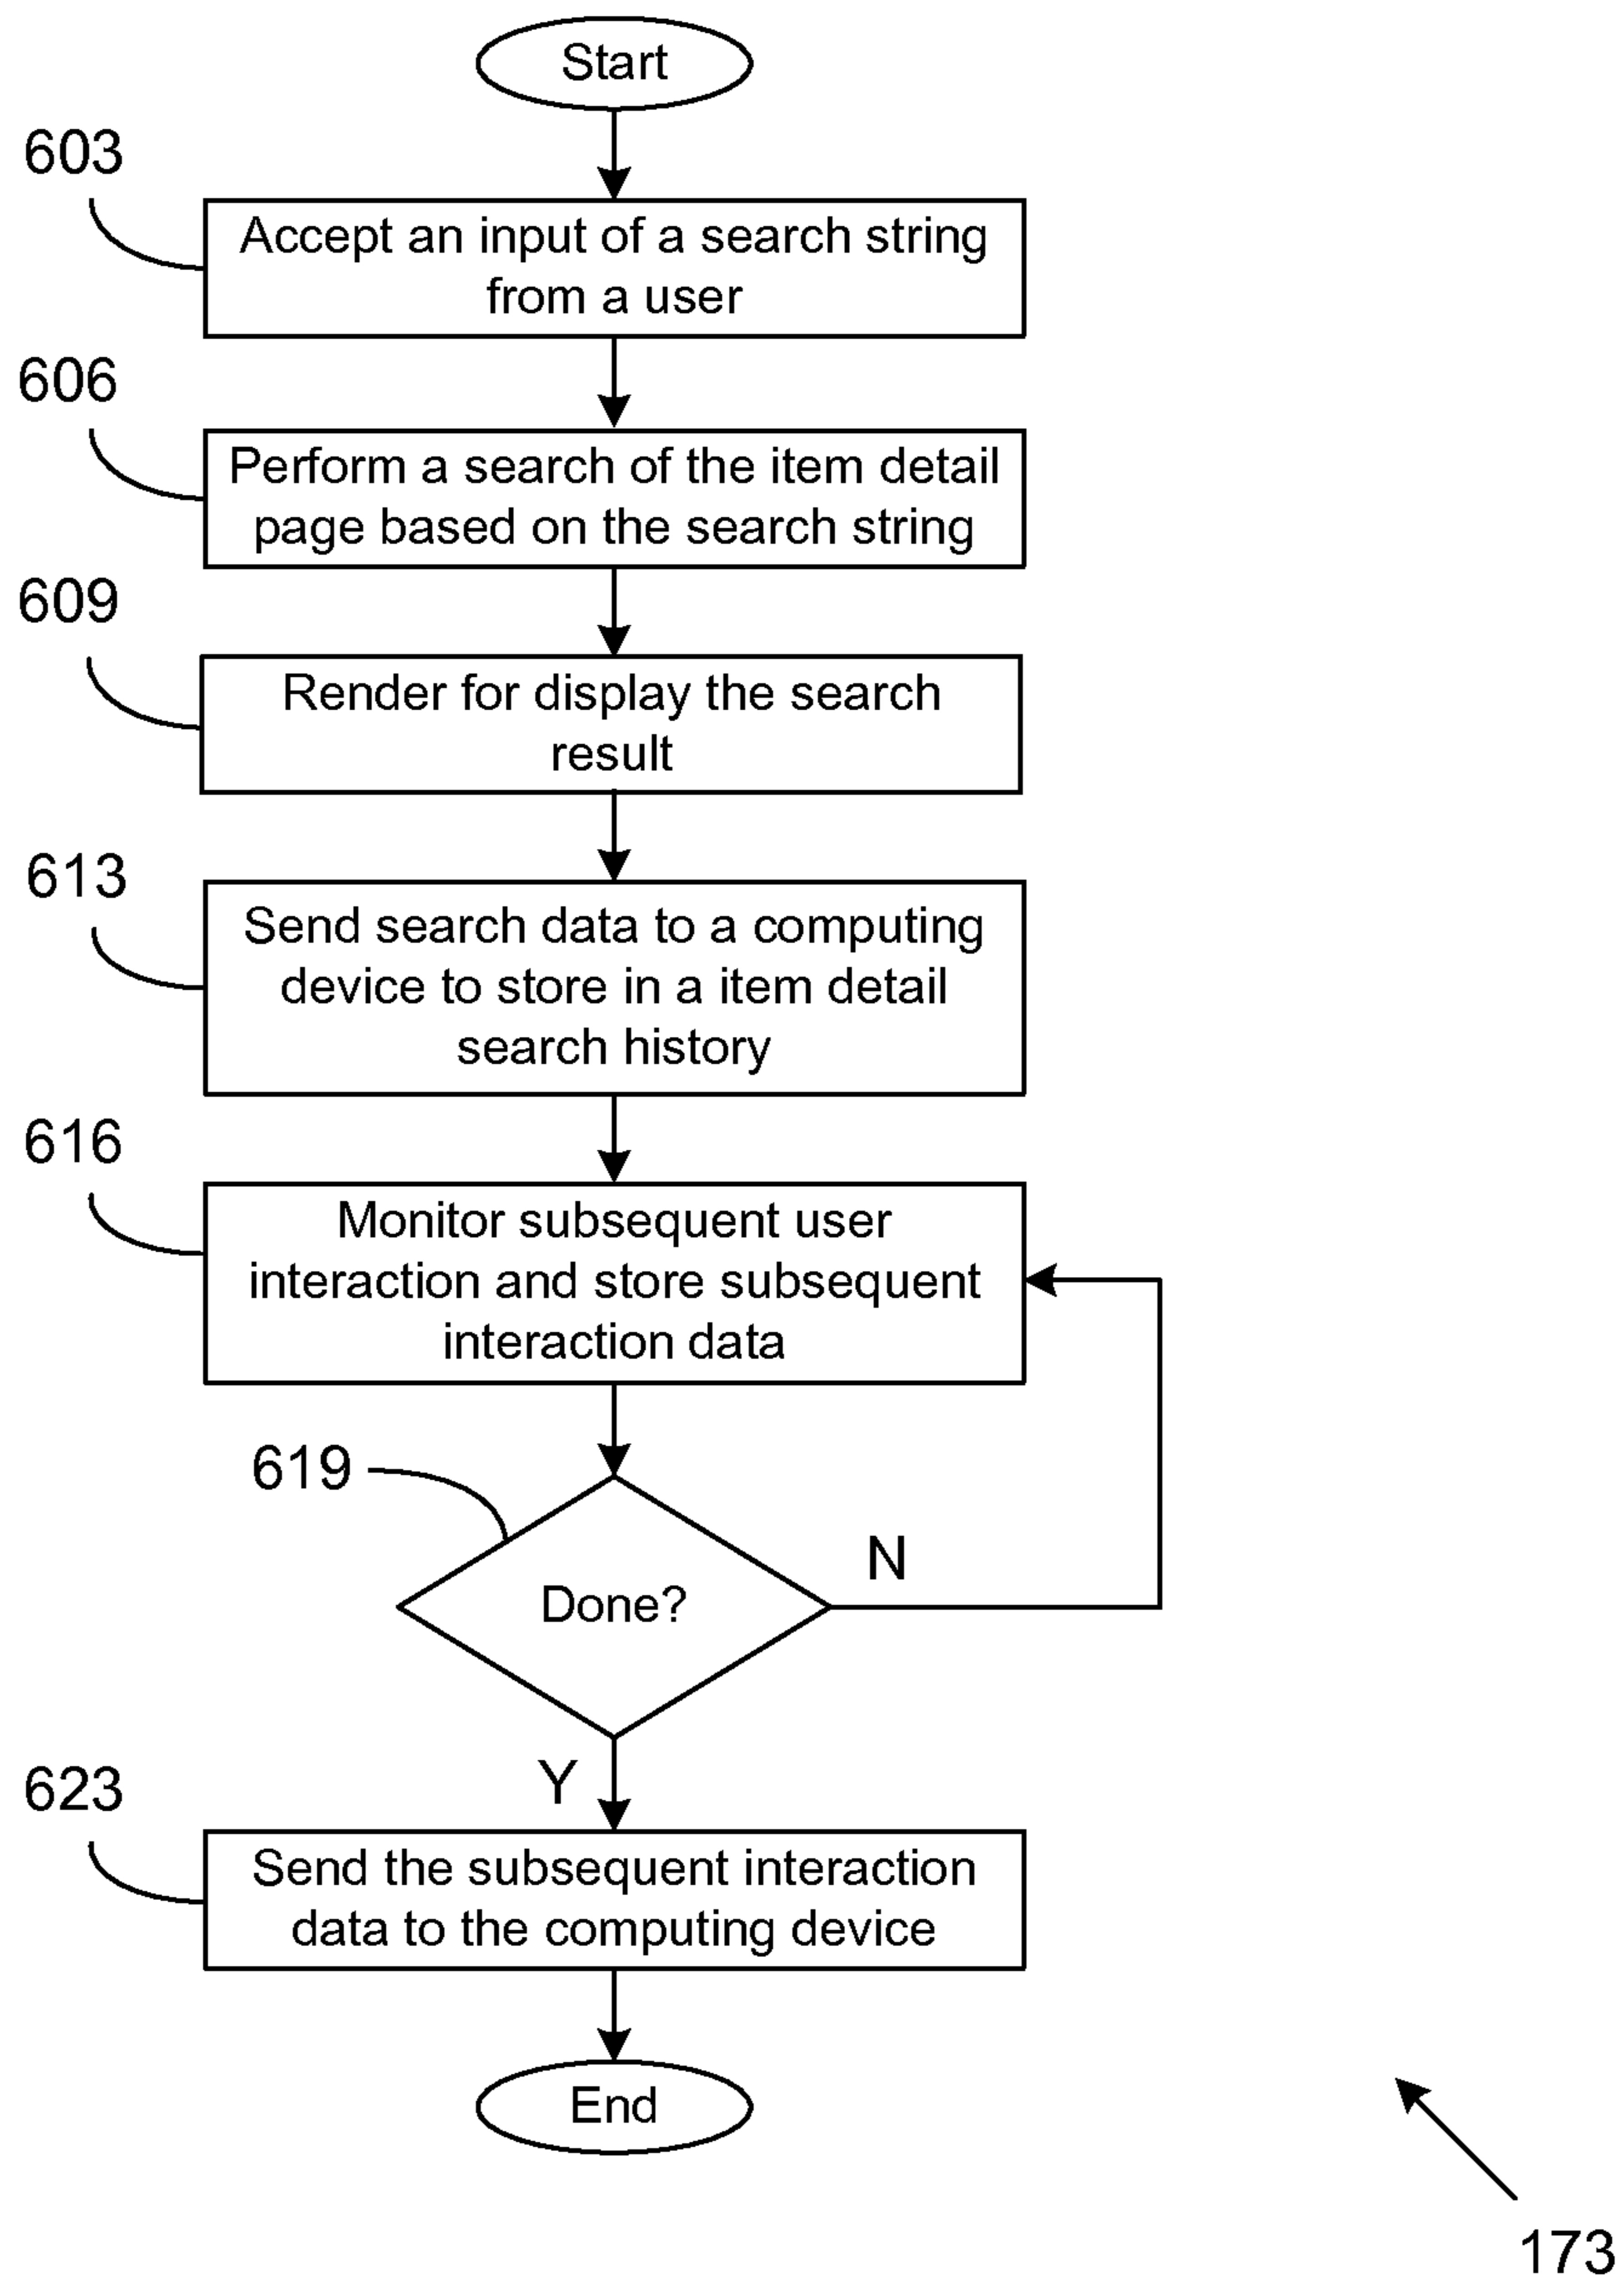 Start
603
Accept an input of a search string
from a user
606
Perform a search of the item detail
page based on the search string
609
Render for display the search
result
613
Send search data to a computing
device to store in a item detail
search history
616
Monitor subsequent user
interaction and store subsequent
interaction data
619
Done?
N
Y
623
Send the subsequent interaction
data to the computing device
End
173